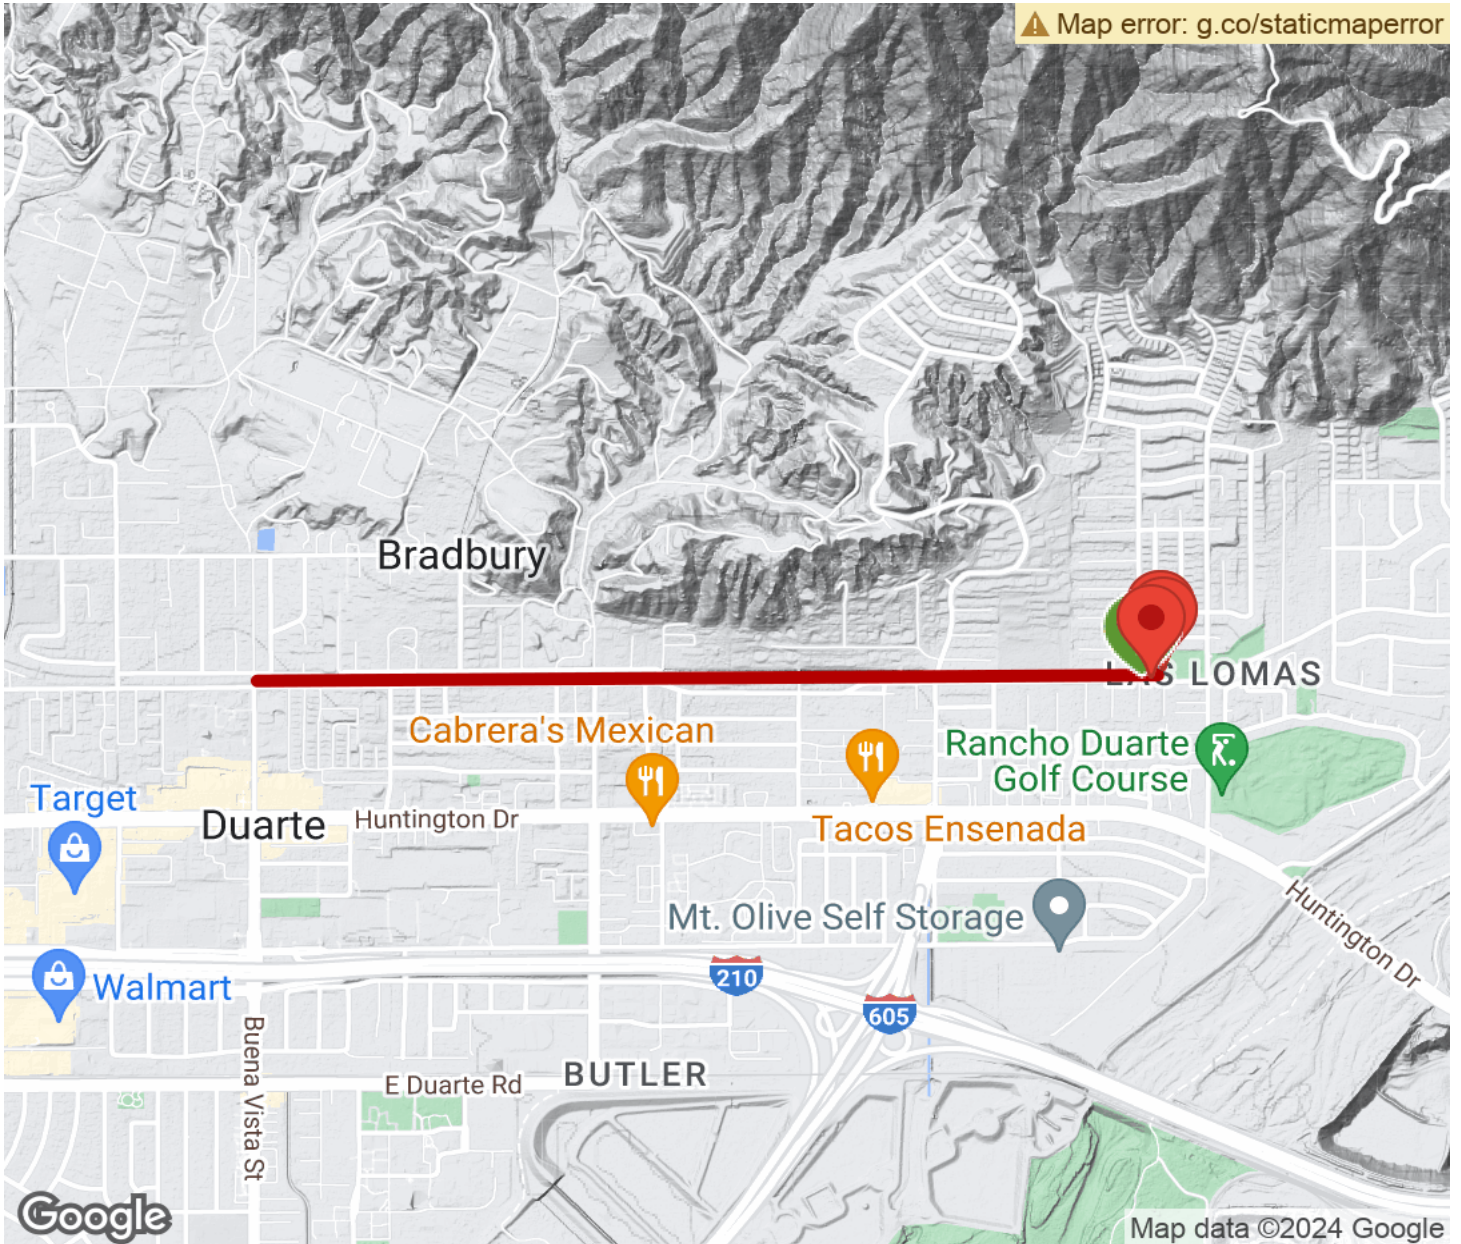 Map error: g.co/staticmaperror
Bradbury
LAS LOMAS
Cabrera's Mexican
Rancho Duarte
Golf Course
Target
Duarte
Huntington Dr
Tacos Ensenada
Mt. Olive Self Storage
Huntington Dr
Walmart
210
605
Buena Vista St
E Duarte Rd
BUTLER
Google
Map data ©2024 Google